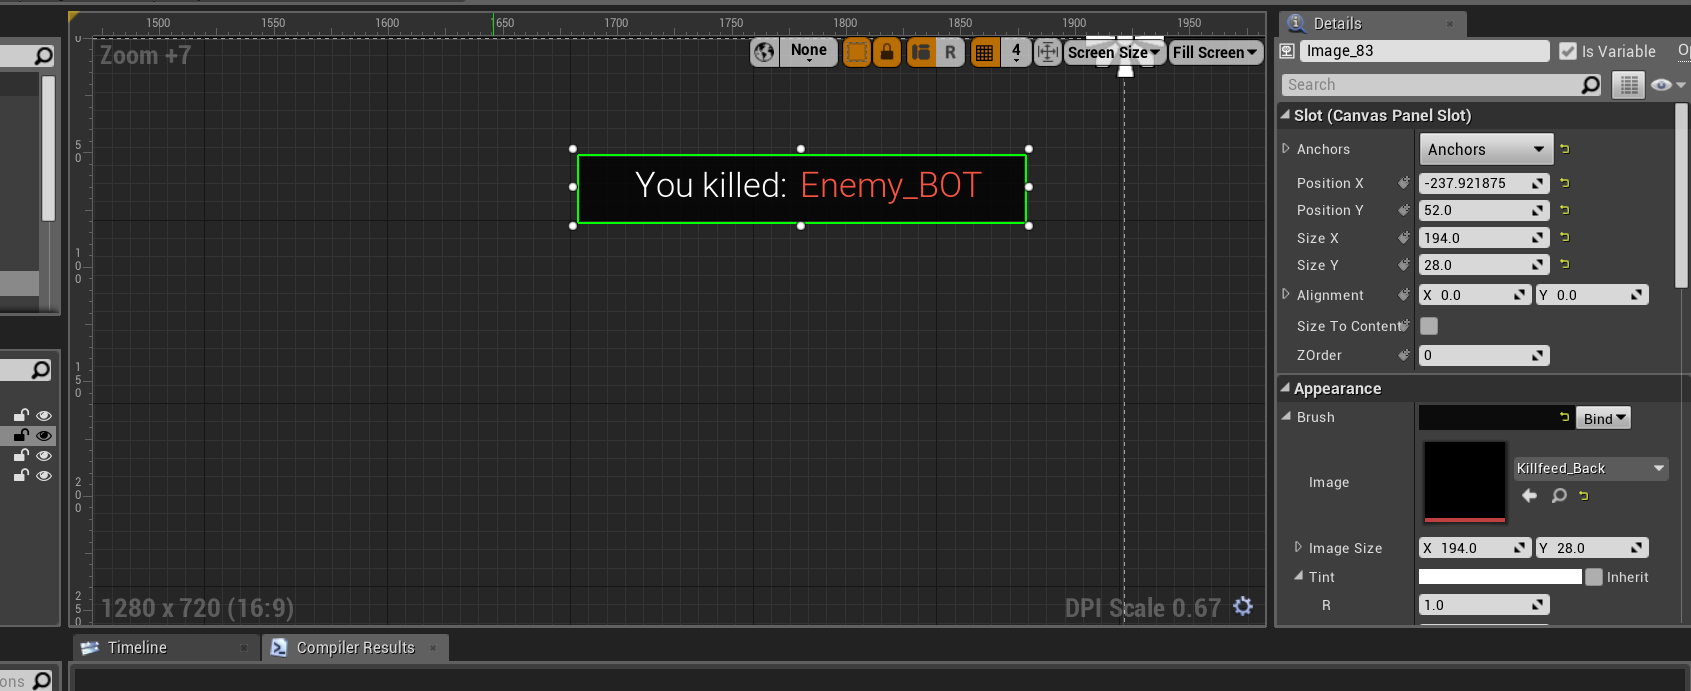 1500 1550 1600 1650 1700 1750 1800 1850 1900 1950
Details
Zoom +7
None
R
4
Screen Size
Fill Screen
Image_83
Is Variable
Search
Slot (Canvas Panel Slot)
0
50
100
150
200
250
You killed: Enemy_BOT
Anchors
Anchors
Position X
-237.921875
Position Y
52.0
Size X
194.0
Size Y
28.0
Alignment
X 0.0
Y 0.0
Size To Content
ZOrder
0
Appearance
Brush
Bind
Image
Killfeed_Back
Image Size
X 194.0
Y 28.0
Tint
Inherit
R
1.0
1280 x 720 (16:9)
DPI Scale 0.67
Timeline
Compiler Results
ons